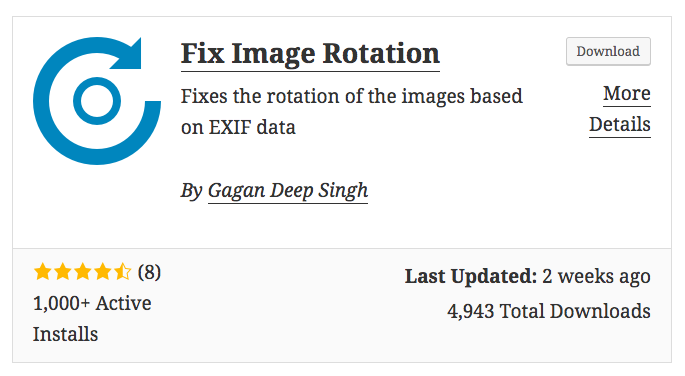 Fix Image Rotation
Download
Fixes the rotation of the images based
on EXIF data
More
Details
By Gagan Deep Singh
(8)
1,000+ Active
Installs
Last Updated: 2 weeks ago
4,943 Total Downloads